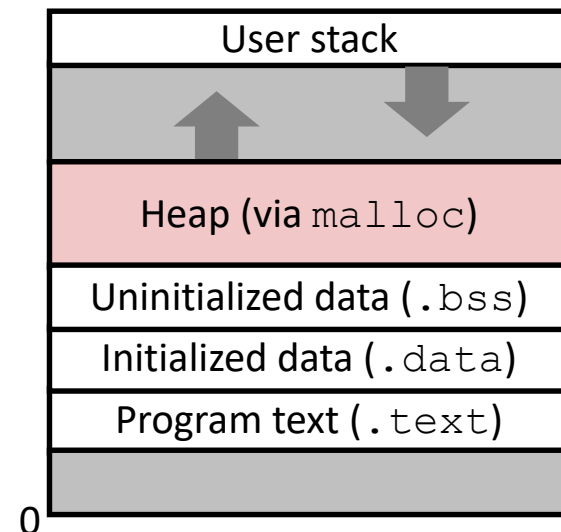 User stack
Heap (via malloc)
Uninitialized data (.bss)
Initialized data (.data)
Program text (.text)
0